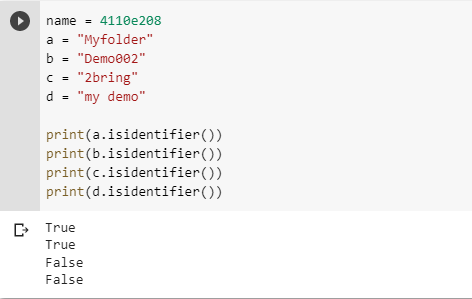 name = 4110e208
a = "Myfolder"
b = "Demo002"
c = "2bring"
d = "my demo"
print(a.isidentifier())
print(b.isidentifier())
print(c.isidentifier())
print(d.isidentifier())
True
True
False
False